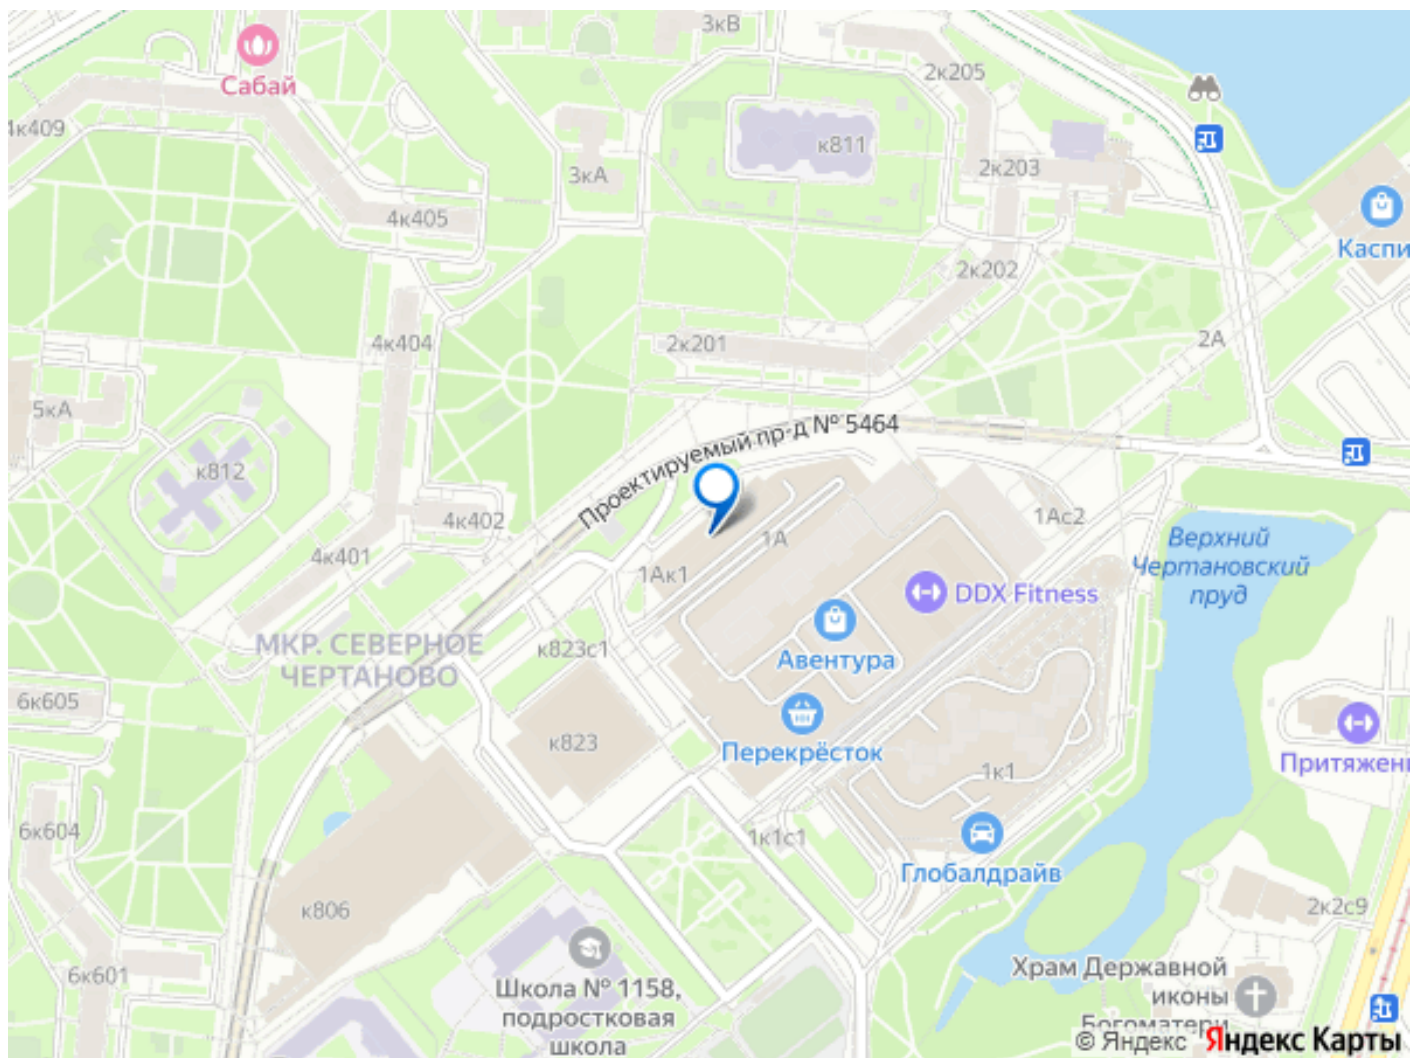 3кВ
2к205
Сабай
4к409
к811
3кА
2к203
4к405
Каспи
2к202
2А
4к404
2к201
5кА
Проектируемый пр-д № 5464
к812
4к402
1Ас2
1А
Верхний
Чертановский
пруд
4к401
1Ак1
DDX Fitness
МКР. СЕВЕРНОЕ
ЧЕРТАНОВО
к823с1
Авентура
6к605
к823
Перекрёсток
Притяжени
1к1
6к604
1к1с1
Глобалдрайв
к806
2к2с9
6к601
Школа № 1158,
подростковая
школа
Храм Державной
иконы
Богоматери
© Яндекс Яндекс Карты